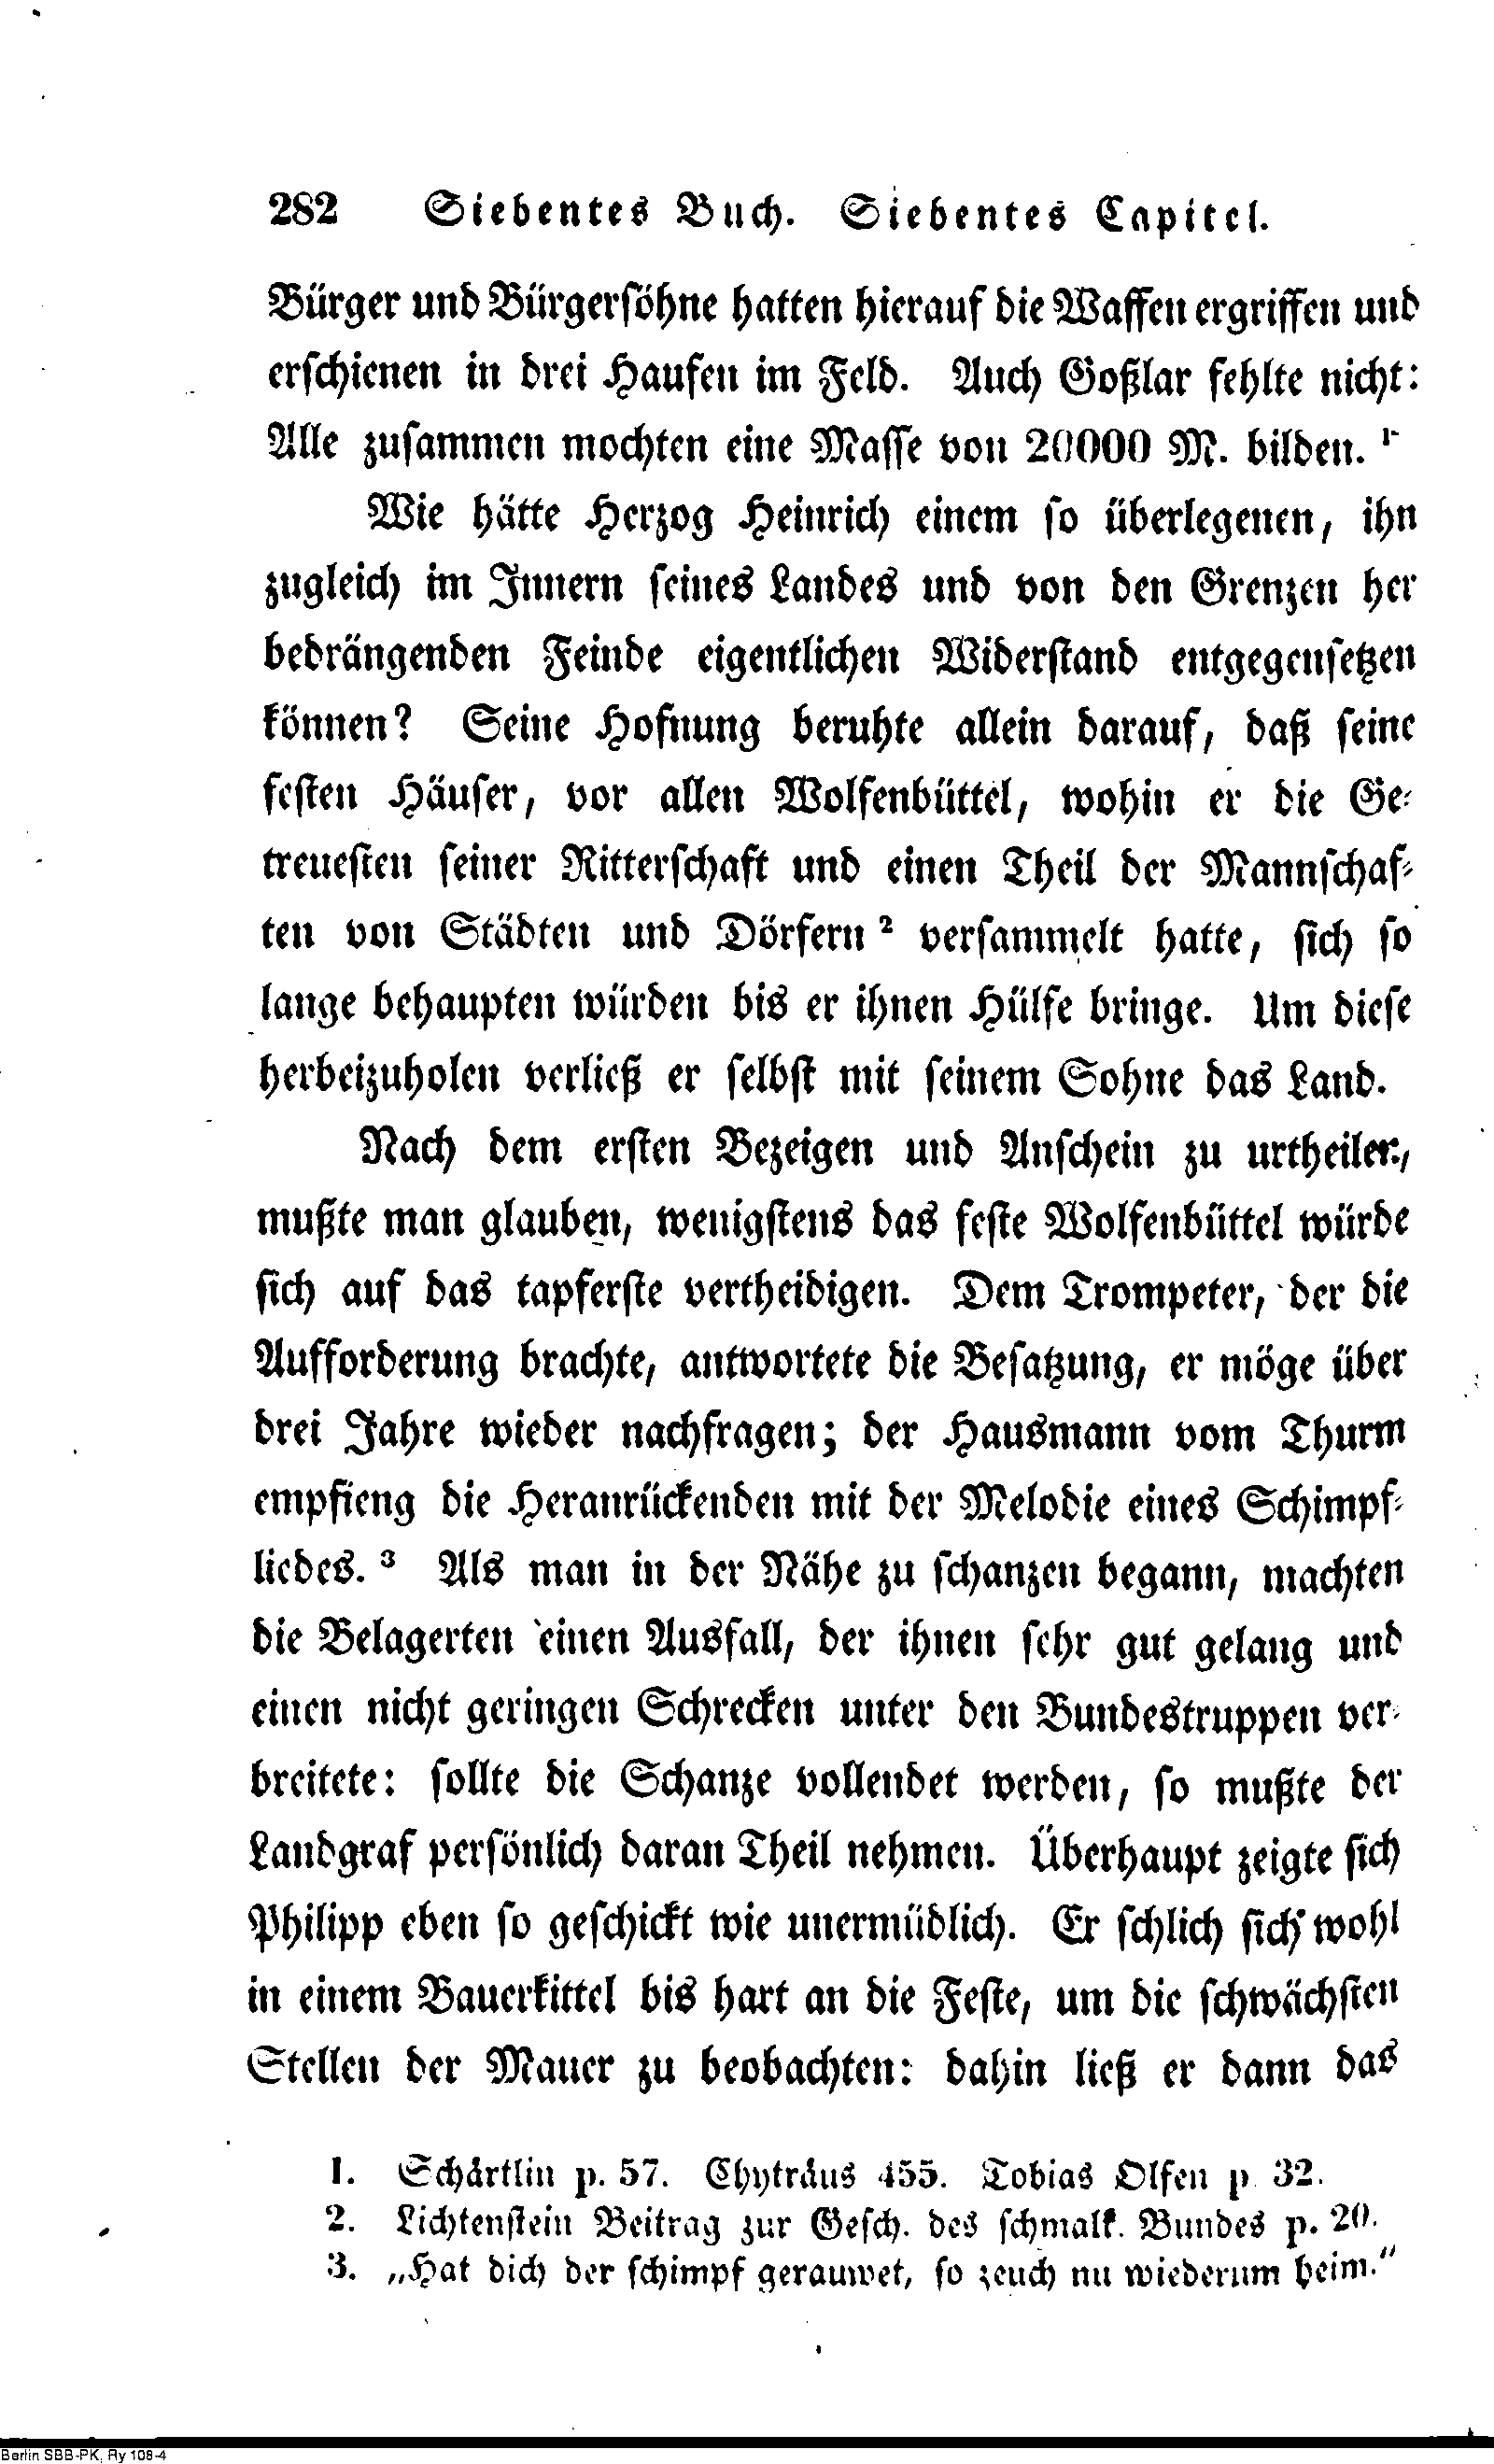 282 Siebentes Buch. Siebentes Capitel.
Bürger und Bürgersöhne hatten hierauf die Waffen ergriffen und
erschienen in drei Haufen im Feld. Auch Goßlar fehlte nicht:
Alle zusammen mochten eine Masse von 20000 M. bilden. 1
Wie hätte Herzog Heinrich einem so überlegenen, ihn
zugleich im Innern seines Landes und von den Grenzen her
bedrängenden Feinde eigentlichen Widerstand entgegensetzen
können? Seine Hofnung beruhte allein darauf, daß seine
festen Häuser, vor allen Wolfenbüttel, wohin er die Ge-
treuesten seiner Ritterschaft und einen Theil der Mannschaf-
ten von Städten und Dörfern 2 versammelt hatte, sich so
lange behaupten würden bis er ihnen Hülfe bringe. Um diese
herbeizuholen verließ er selbst mit seinem Sohne das Land.
Nach dem ersten Bezeigen und Anschein zu urtheilen,
mußte man glauben, wenigstens das feste Wolfenbüttel würde
sich auf das tapferste vertheidigen. Dem Trompeter, der die
Aufforderung brachte, antwortete die Besatzung, er möge über
drei Jahre wieder nachfragen; der Hausmann vom Thurm
empfieng die Heranrückenden mit der Melodie eines Schimpf-
liedes. 3 Als man in der Nähe zu schanzen begann, machten
die Belagerten einen Ausfall, der ihnen sehr gut gelang und
einen nicht geringen Schrecken unter den Bundestruppen ver-
breitete: sollte die Schanze vollendet werden, so mußte der
Landgraf persönlich daran Theil nehmen. Überhaupt zeigte sich
Philipp eben so geschickt wie unermüdlich. Er schlich sich wohl
in einem Bauerkittel bis hart an die Feste, um die schwächsten
Stellen der Mauer zu beobachten: dahin ließ er dann das
1. Schärtlin p. 57. Chyträus 455. Tobias Olfen p 32.
2. Lichtenstein Beitrag zur Gesch. des schmalk. Bundes p. 20.
3. „Hat dich der schimpf gerauwet, so zeuch nu wiederum heim."
Berlin SBB-PK, Ry 108-4